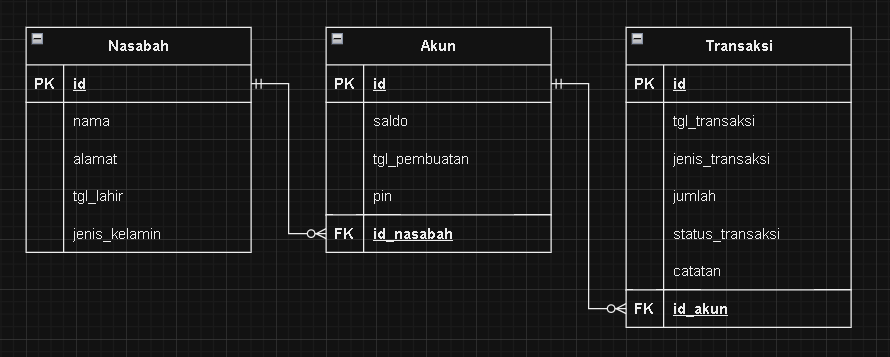 Nasabah
PK id
nama
alamat
tgl_lahir
jenis_kelamin
Akun
PK id
saldo
tgl_pembuatan
pin
FK id_nasabah
Transaksi
PK id
tgl_transaksi
jenis_transaksi
jumlah
status_transaksi
catatan
FK id_akun